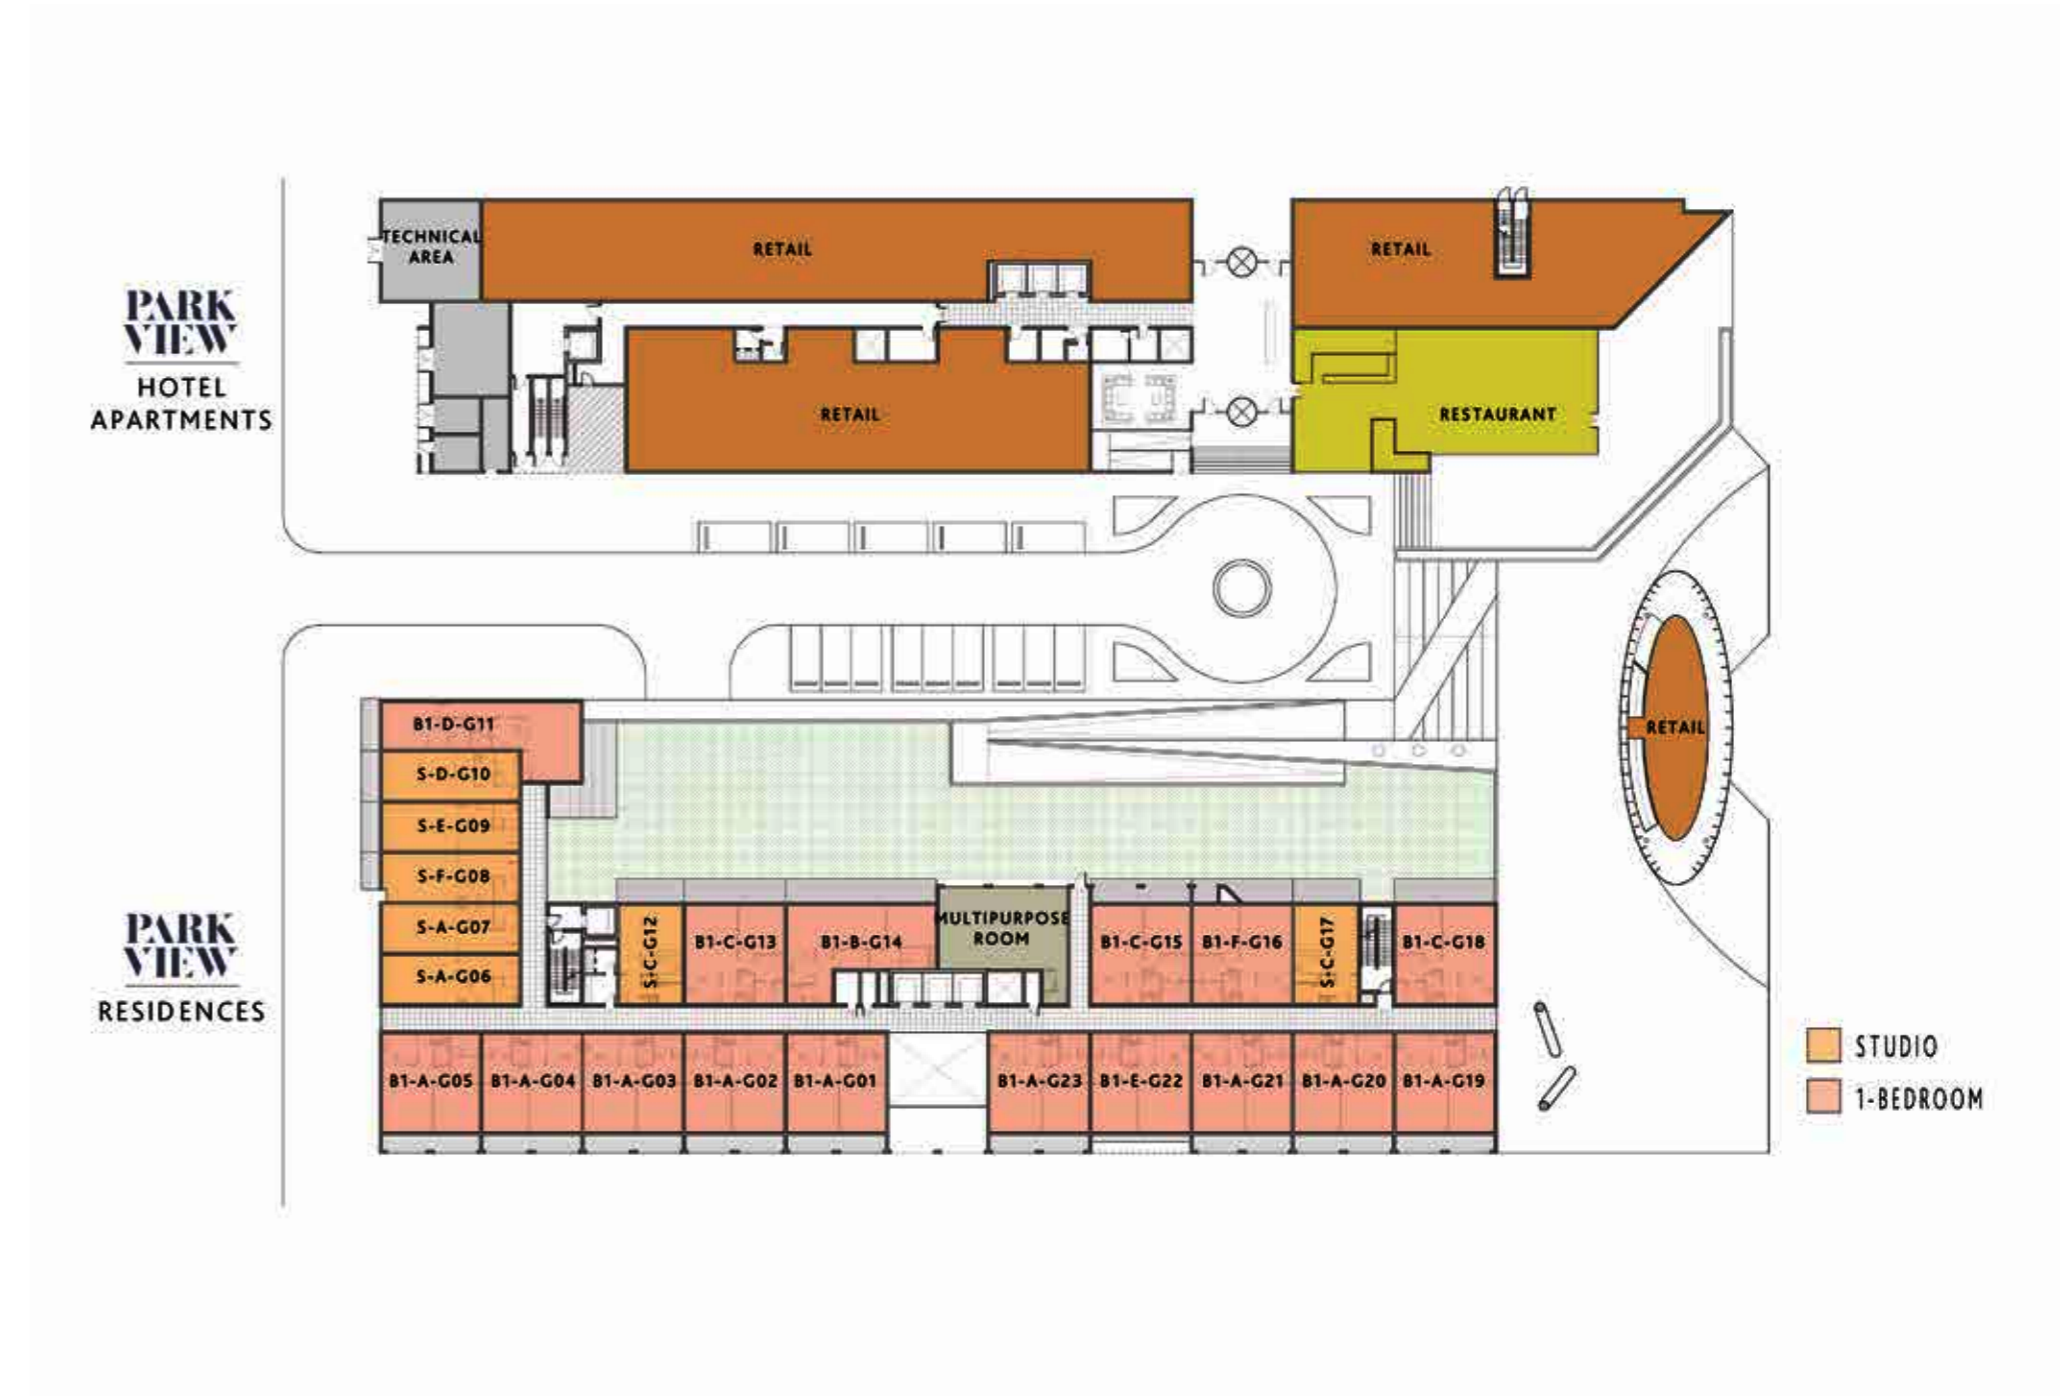 TECHNICAL
AREA
RETAIL
RETAIL
PARK
VIEW
HOTEL
APARTMENTS
RETAIL
RESTAURANT
RETAIL
B1-D-G11
S-D-G10
S-E-G09
S-F-G08
S-A-G07
S-A-G06
PARK
VIEW
RESIDENCES
S-C-G12
B1-C-G13
B1-B-G14
MULTIPURPOSE
ROOM
B1-C-G15
B1-F-G16
S-C-G17
B1-C-G18
B1-A-G05
B1-A-G04
B1-A-G03
B1-A-G02
B1-A-G01
B1-A-G23
B1-E-G22
B1-A-G21
B1-A-G20
B1-A-G19
STUDIO
1-BEDROOM